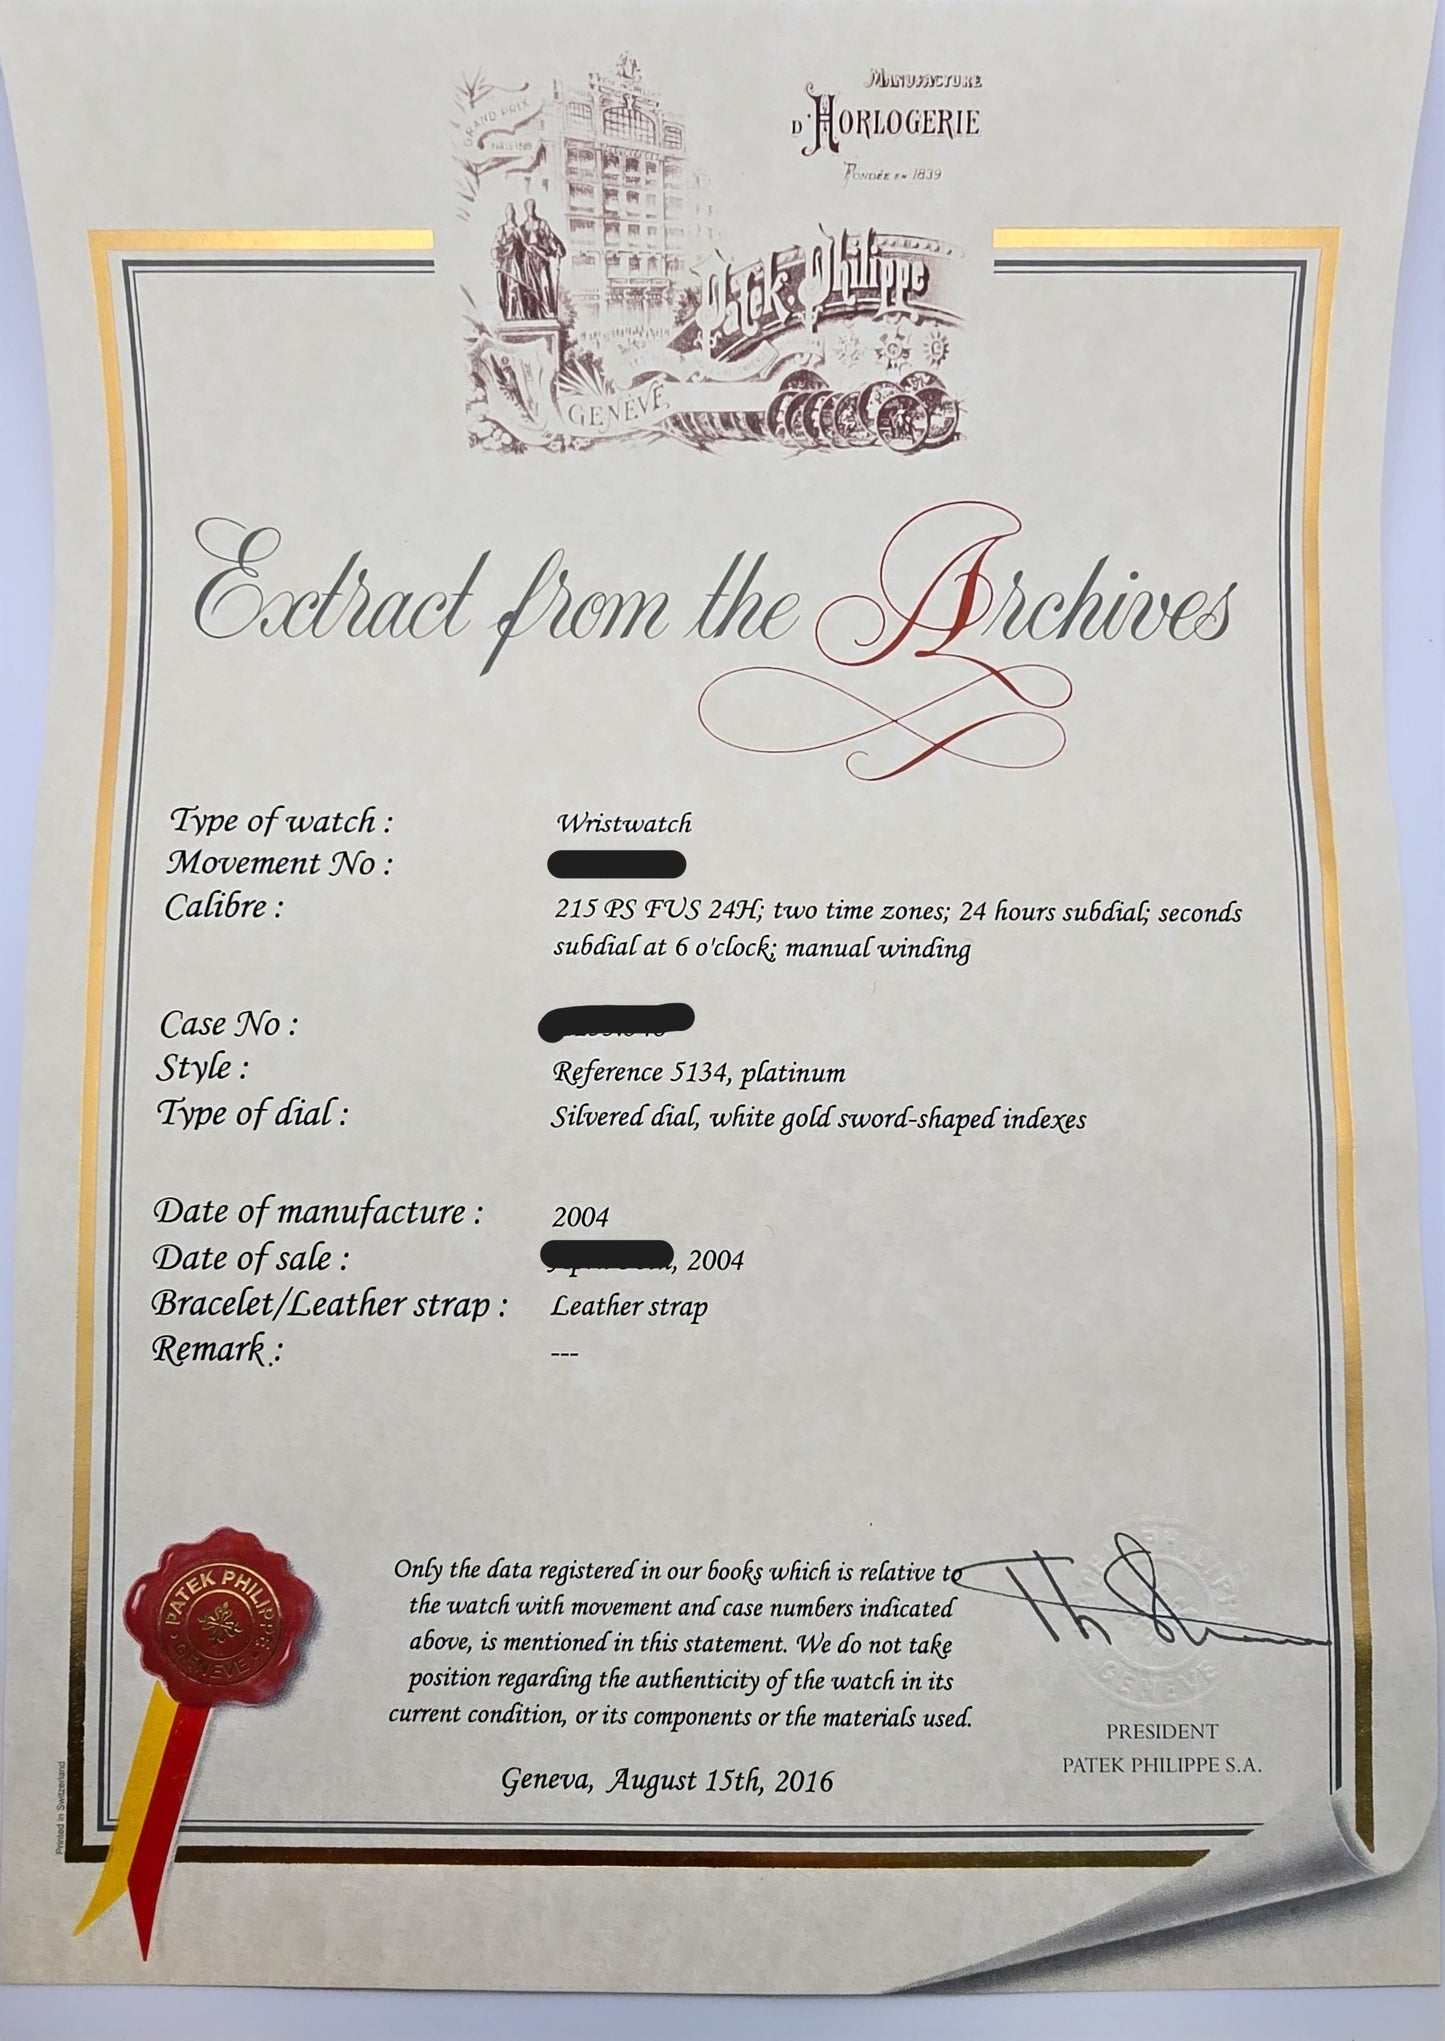 GRAND PRIX
PARIS 1889
MANUFACTURE
D'HORLOGERIE
FONDÉE EN 1839
Patek Philippe
GENÈVE
Extract from the Archives
Type of watch : Wristwatch
Movement No :
Calibre : 215 PS FUS 24H; two time zones; 24 hours subdial; seconds
subdial at 6 o'clock; manual winding
Case No :
Style : Reference 5134, platinum
Type of dial : Silvered dial, white gold sword-shaped indexes
Date of manufacture : 2004
Date of sale : , 2004
Bracelet/Leather strap : Leather strap
Remark : ---
Only the data registered in our books which is relative to
the watch with movement and case numbers indicated
above, is mentioned in this statement. We do not take
position regarding the authenticity of the watch in its
current condition, or its components or the materials used.
Geneva, August 15th, 2016
PRESIDENT
PATEK PHILIPPE S.A.
PATEK PHILIPPE
GENEVE
PATEK PHILIPPE
GENEVE
Printed in Switzerland